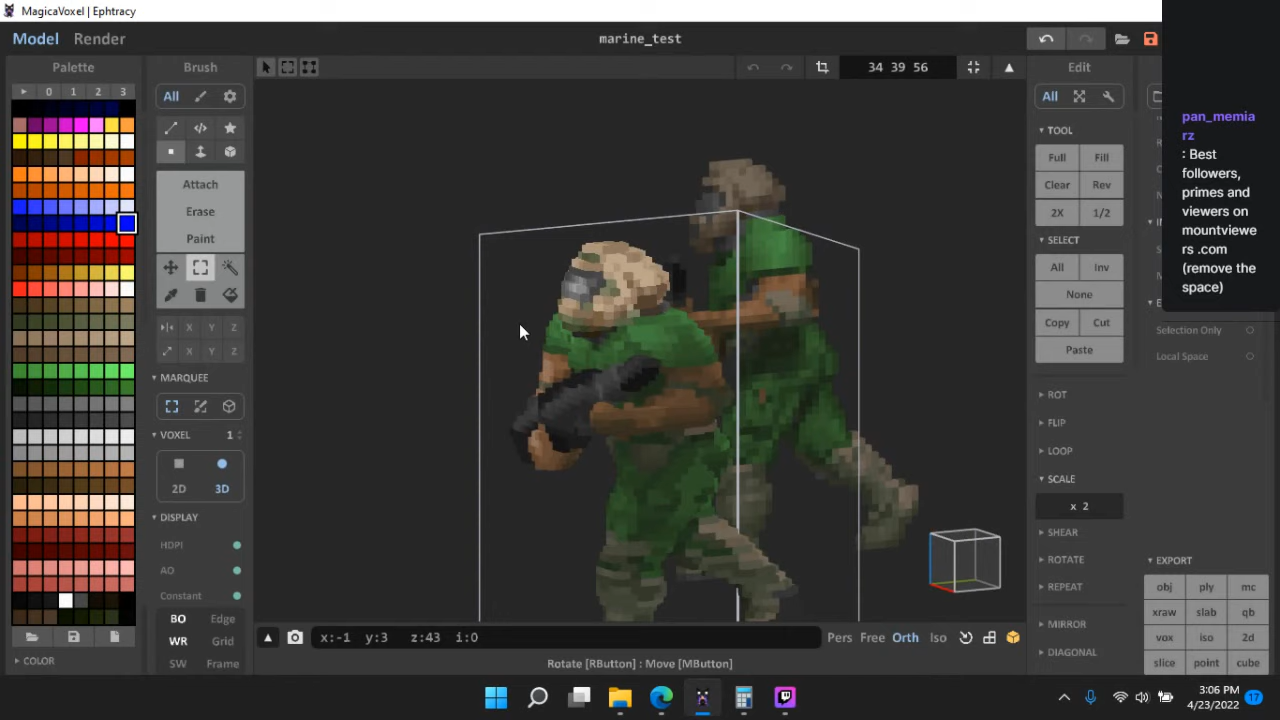 MagicaVoxel | Ephtracy
Model Render
marine_test
Palette
0 1 2 3
COLOR
Brush
All
Attach
Erase
Paint
X Y Z
X Y Z
MARQUEE
VOXEL 1
2D 3D
DISPLAY
HDPI
AO
Constant
BO Edge
WR Grid
SW Frame
34 39 56
x:-1 y:3 z:43 i:0
Pers Free Orth Iso
Rotate [RButton] : Move [MButton]
Edit
All
TOOL
Full Fill
Clear Rev
2X 1/2
SELECT
All Inv
None
Copy Cut
Paste
ROT
FLIP
LOOP
SCALE
x 2
SHEAR
ROTATE
REPEAT
MIRROR
DIAGONAL
pan_memia
rz
: Best
followers,
primes and
viewers on
mountviewe
rs .com
(remove the
space)
Selection Only
Local Space
EXPORT
obj ply mc
xraw slab qb
vox iso 2d
slice point cube
3:06 PM
4/23/2022
17